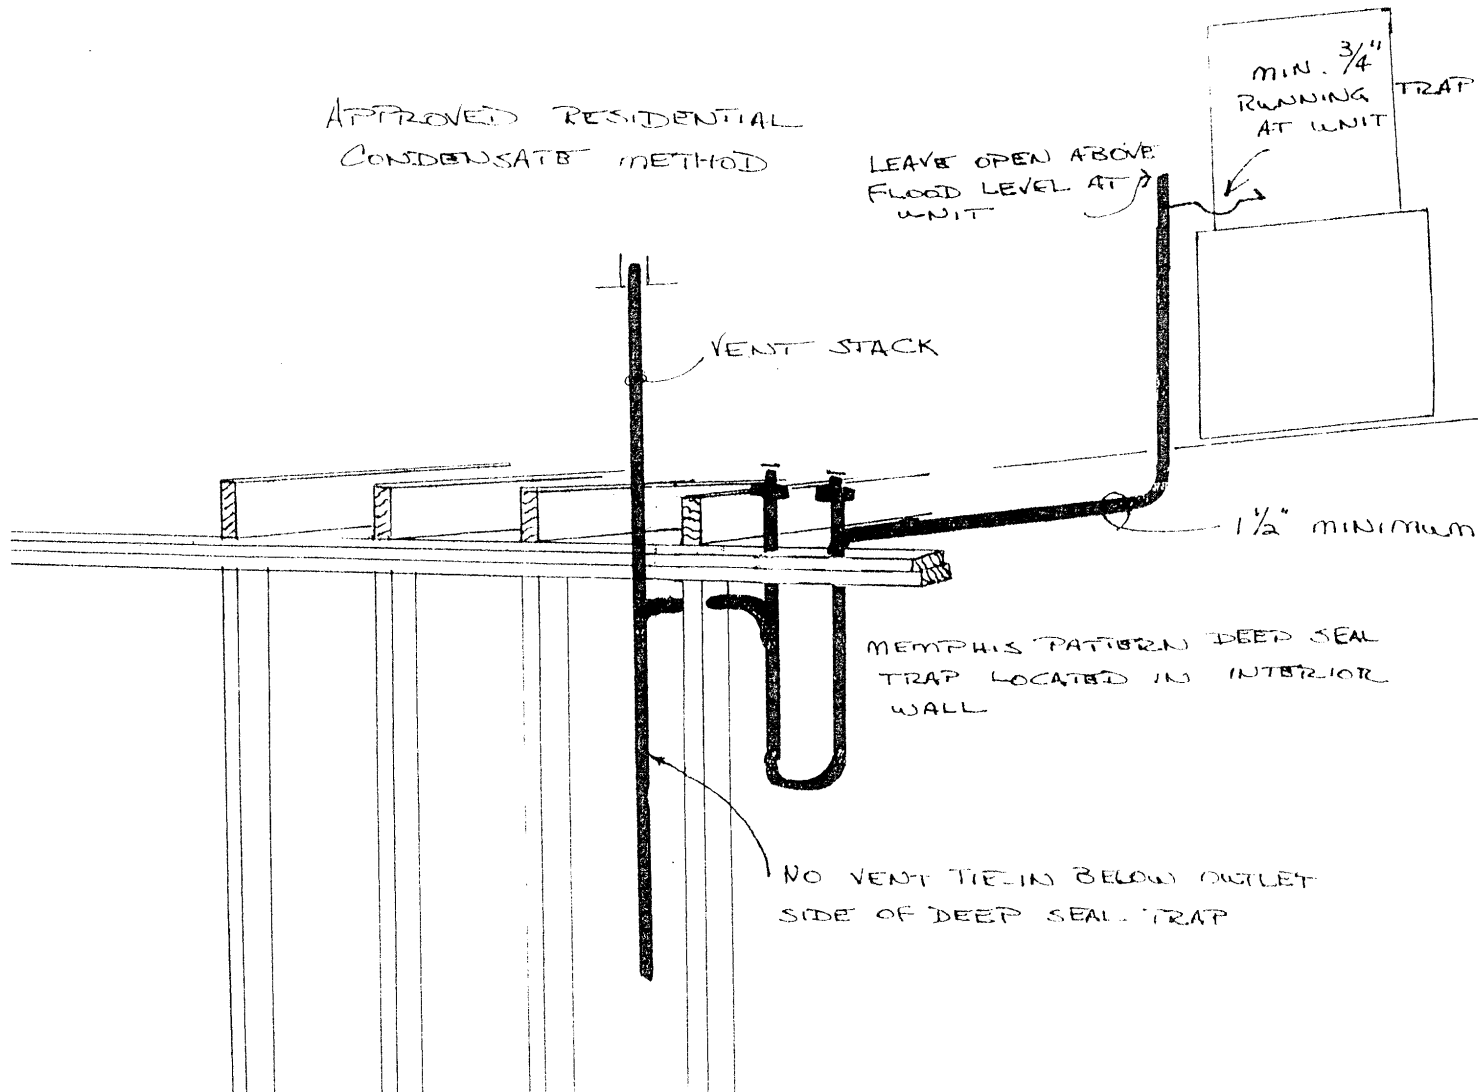 APPROVED RESIDENTIAL
CONDENSATE METHOD
MIN. 3/4"
RUNNING TRAP
AT UNIT
LEAVE OPEN ABOVE
FLOOD LEVEL AT
UNIT
VENT STACK
1 1/2" MINIMUM
MEMPHIS PATTERN DEEP SEAL
TRAP LOCATED IN INTERIOR
WALL
NO VENT TIE-IN BELOW OUTLET
SIDE OF DEEP SEAL TRAP